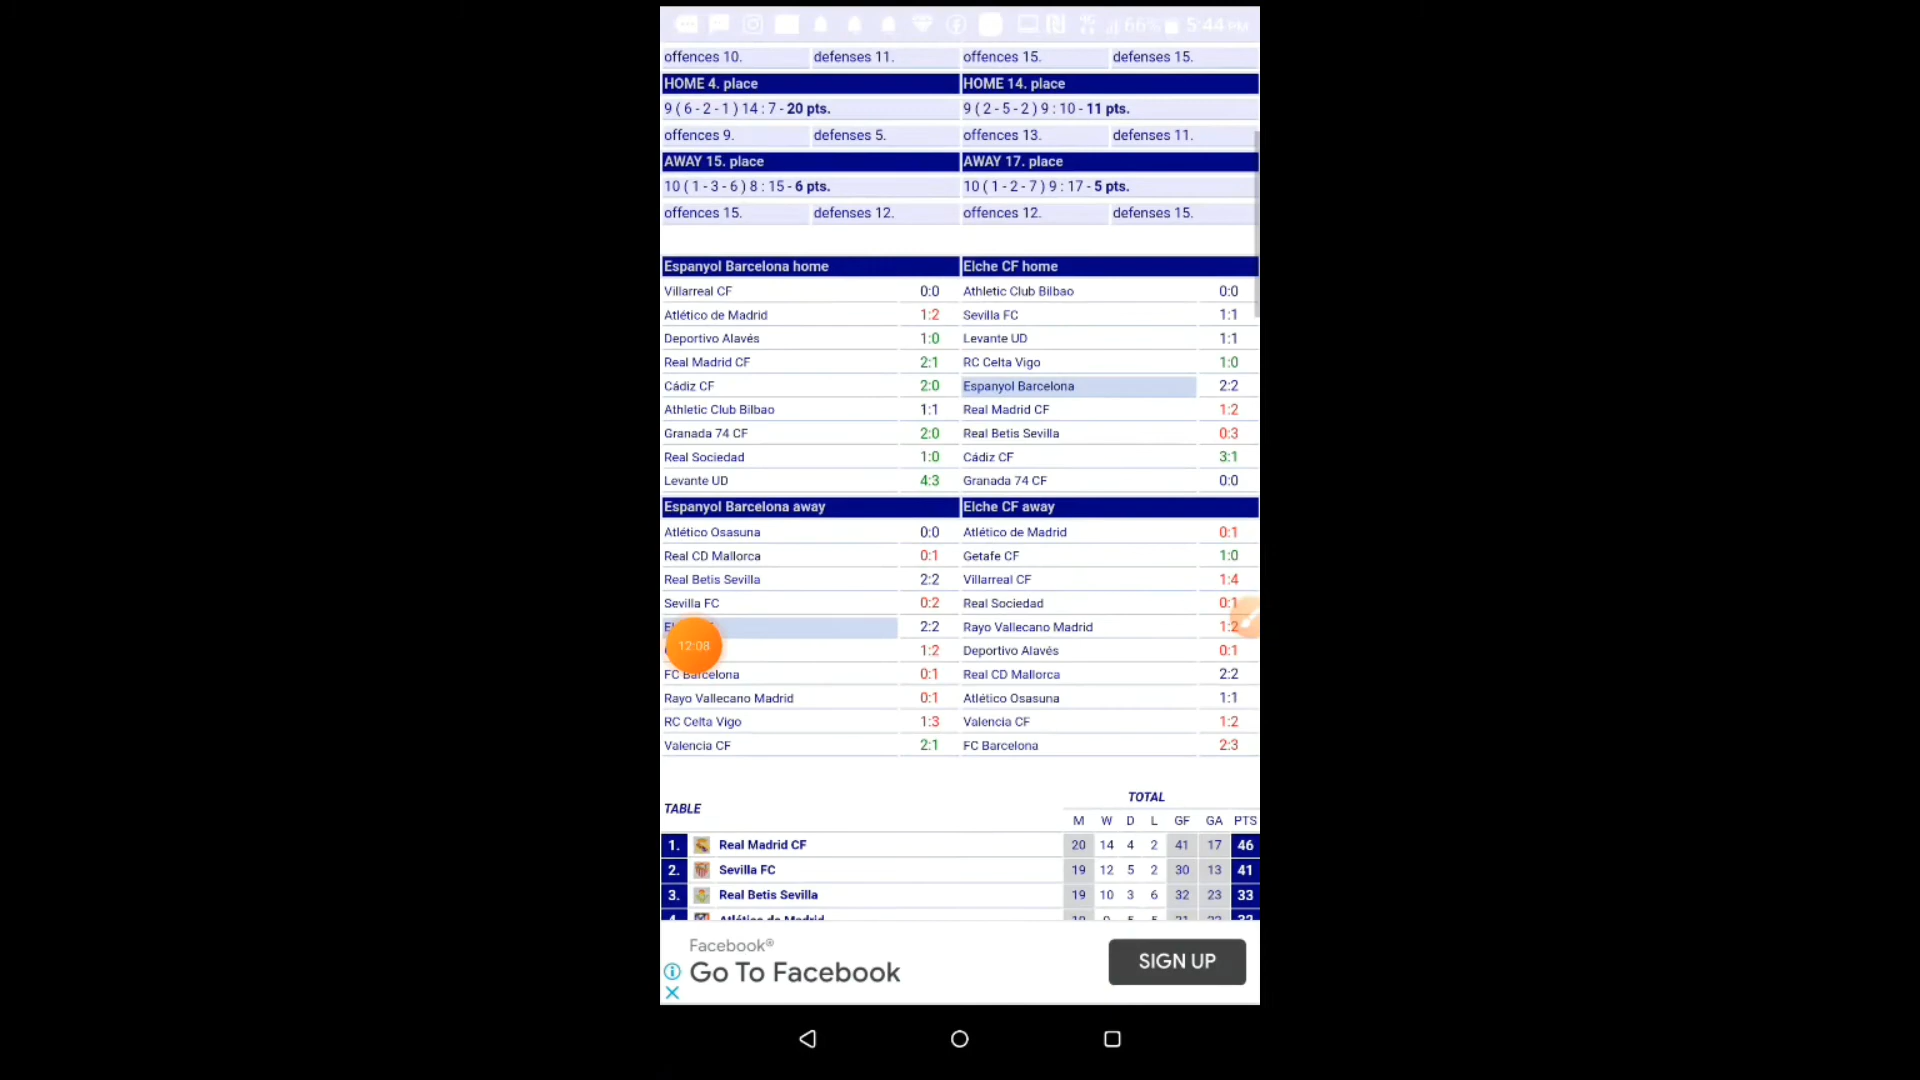 66% 5:44 PM
offences 10. defenses 11. offences 15. defenses 15.
HOME 4. place HOME 14. place
9 ( 6 - 2 - 1 ) 14 : 7 - 20 pts. 9 ( 2 - 5 - 2 ) 9 : 10 - 11 pts.
offences 9. defenses 5. offences 13. defenses 11.
AWAY 15. place AWAY 17. place
10 ( 1 - 3 - 6 ) 8 : 15 - 6 pts. 10 ( 1 - 2 - 7 ) 9 : 17 - 5 pts.
offences 15. defenses 12. offences 12. defenses 15.
Espanyol Barcelona home Elche CF home
Villarreal CF 0:0 Athletic Club Bilbao 0:0
Atlético de Madrid 1:2 Sevilla FC 1:1
Deportivo Alavés 1:0 Levante UD 1:1
Real Madrid CF 2:1 RC Celta Vigo 1:0
Cádiz CF 2:0 Espanyol Barcelona 2:2
Athletic Club Bilbao 1:1 Real Madrid CF 1:2
Granada 74 CF 2:0 Real Betis Sevilla 0:3
Real Sociedad 1:0 Cádiz CF 3:1
Levante UD 4:3 Granada 74 CF 0:0
Espanyol Barcelona away Elche CF away
Atlético Osasuna 0:0 Atlético de Madrid 0:1
Real CD Mallorca 0:1 Getafe CF 1:0
Real Betis Sevilla 2:2 Villarreal CF 1:4
Sevilla FC 0:2 Real Sociedad 0:1
2:2 Rayo Vallecano Madrid 1:2
12:08 1:2 Deportivo Alavés 0:1
FC Barcelona 0:1 Real CD Mallorca 2:2
Rayo Vallecano Madrid 0:1 Atlético Osasuna 1:1
RC Celta Vigo 1:3 Valencia CF 1:2
Valencia CF 2:1 FC Barcelona 2:3
TABLE TOTAL
M W D L GF GA PTS
1. Real Madrid CF 20 14 4 2 41 17 46
2. Sevilla FC 19 12 5 2 30 13 41
3. Real Betis Sevilla 19 10 3 6 32 23 33
Facebook®
Go To Facebook
SIGN UP